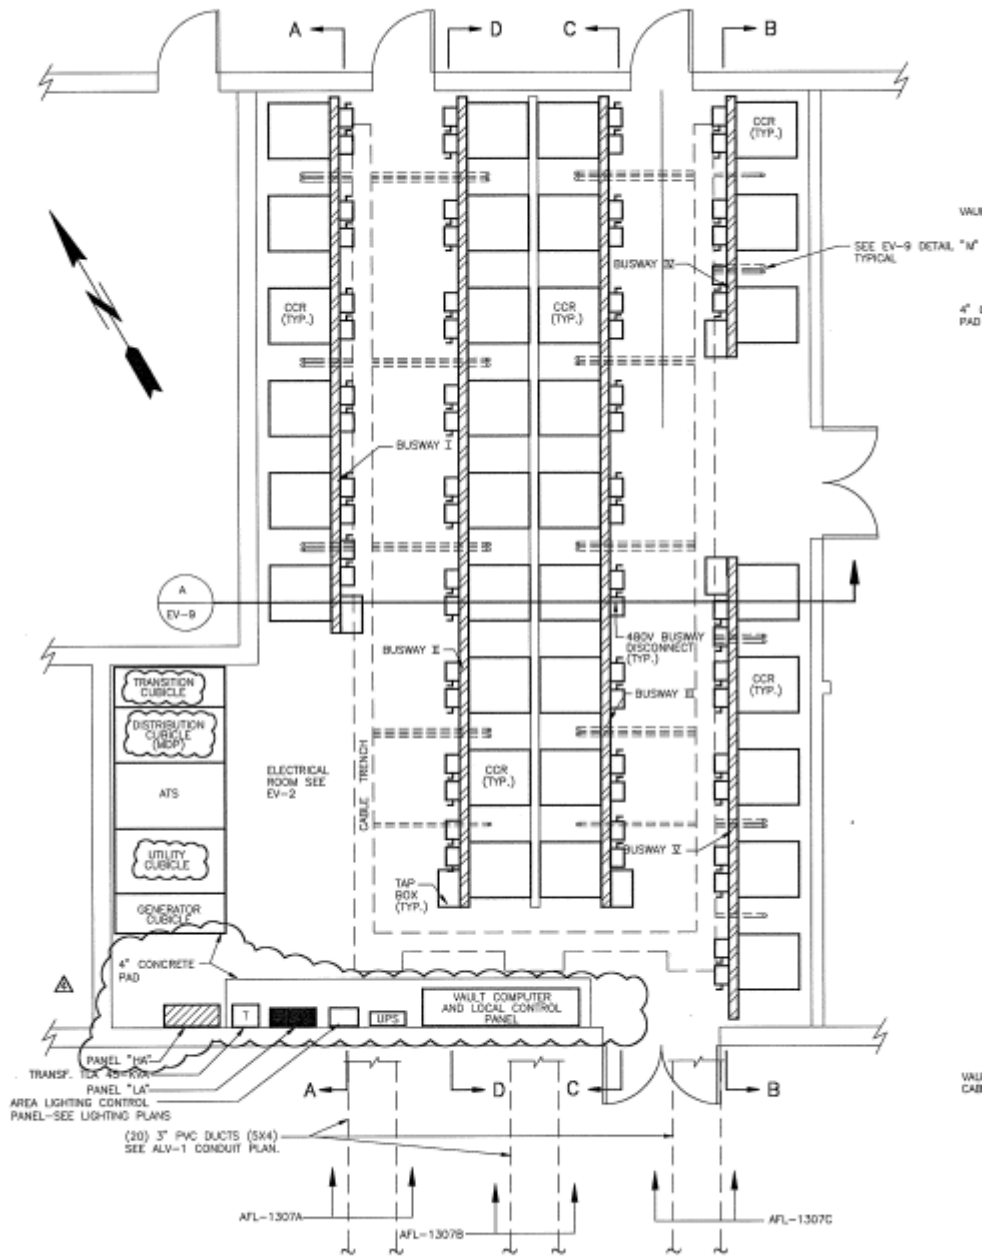 A
D
C
B
CCR
(TYP.)
VAU
SEE EV-9 DETAIL "M"
TYPICAL
BUSWAY IV
CCR
(TYP.)
CCR
(TYP.)
4"
PAD
BUSWAY I
A
EV-9
480V BUSWAY
DISCONNECT
(TYP.)
BUSWAY II
TRANSITION
CUBICLE
CCR
(TYP.)
BUSWAY III
DISTRIBUTION
CUBICLE
(MDP)
ELECTRICAL
ROOM SEE
EV-2
CABLE TRENCH
CCR
(TYP.)
ATS
UTILITY
CUBICLE
BUSWAY V
TAP
BOX
(TYP.)
GENERATOR
CUBICLE
4" CONCRETE
PAD
VAULT COMPUTER
AND LOCAL CONTROL
PANEL
T
UPS
PANEL "HA"
TRANSF. TLA 45-KVA
PANEL "LA"
AREA LIGHTING CONTROL
PANEL-SEE LIGHTING PLANS
A
D
C
B
VAU
CAB
(20) 3" PVC DUCTS (5X4)
SEE ALV-1 CONDUIT PLAN.
AFL-1307A
AFL-1307B
AFL-1307C